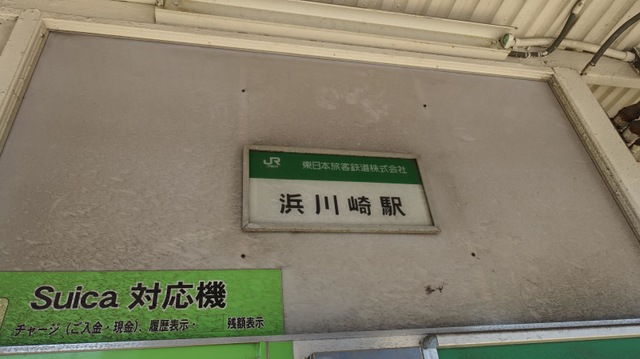 JR 東日本旅客鉄道株式会社
浜川崎駅
Suica 対応機
チャージ(ご入金・現金)、履歴表示・ 残額表示